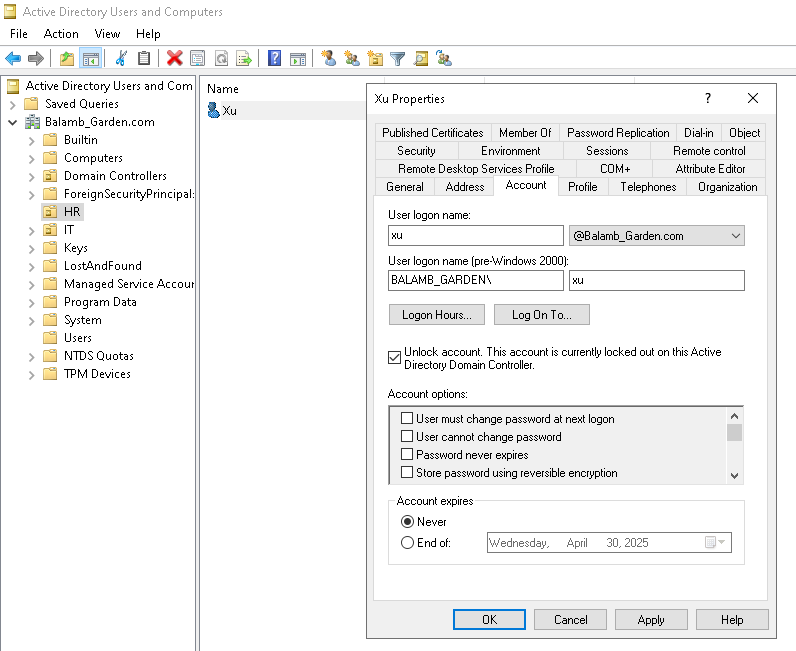 Active Directory Users and Computers
File Action View Help
Active Directory Users and Com
Saved Queries
Balamb_Garden.com
Builtin
Computers
Domain Controllers
ForeignSecurityPrincipal:
HR
IT
Keys
LostAndFound
Managed Service Accour
Program Data
System
Users
NTDS Quotas
TPM Devices
Name
Xu
Xu Properties
?
Published Certificates Member Of Password Replication Dial-in Object
Security Environment Sessions Remote control
Remote Desktop Services Profile COM+ Attribute Editor
General Address Account Profile Telephones Organization
User logon name:
xu @Balamb_Garden.com
User logon name (pre-Windows 2000):
BALAMB_GARDEN\ xu
Logon Hours... Log On To...
Unlock account. This account is currently locked out on this Active
Directory Domain Controller.
Account options:
User must change password at next logon
User cannot change password
Password never expires
Store password using reversible encryption
Account expires
Never
End of: Wednesday, April 30, 2025
OK Cancel Apply Help